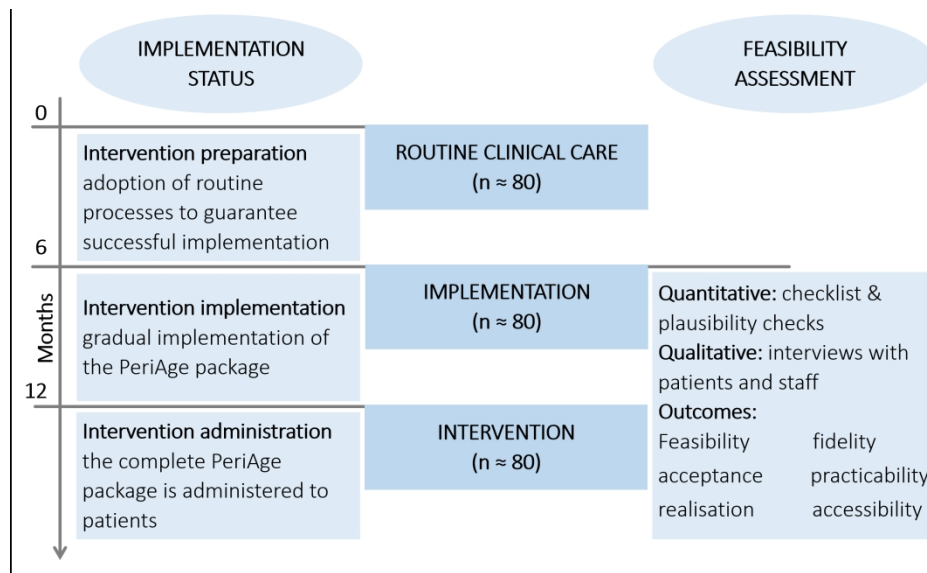 IMPLEMENTATION
STATUS
FEASIBILITY
ASSESSMENT
0
Intervention preparation
adoption of routine
processes to guarantee
successful implementation
ROUTINE CLINICAL CARE
(n ≈ 80)
6
Months
Intervention implementation
gradual implementation of
the PeriAge package
IMPLEMENTATION
(n ≈ 80)
Quantitative: checklist &
plausibility checks
Qualitative: interviews with
patients and staff
Outcomes:
Feasibility fidelity
acceptance practicability
realisation accessibility
12
Intervention administration
the complete PeriAge
package is administered to
patients
INTERVENTION
(n ≈ 80)